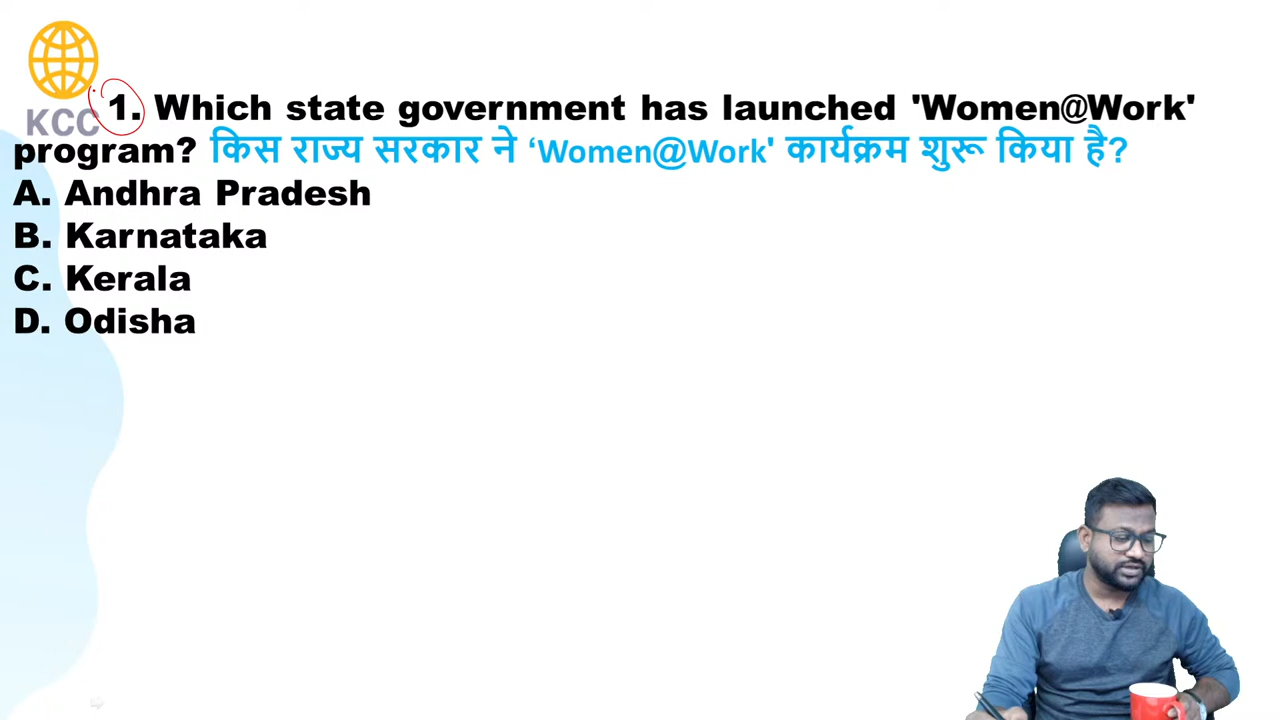 KCC
1. Which state government has launched 'Women@Work'
program? किस राज्य सरकार ने ‘Women@Work' कार्यक्रम शुरू किया है?
A. Andhra Pradesh
B. Karnataka
C. Kerala
D. Odisha